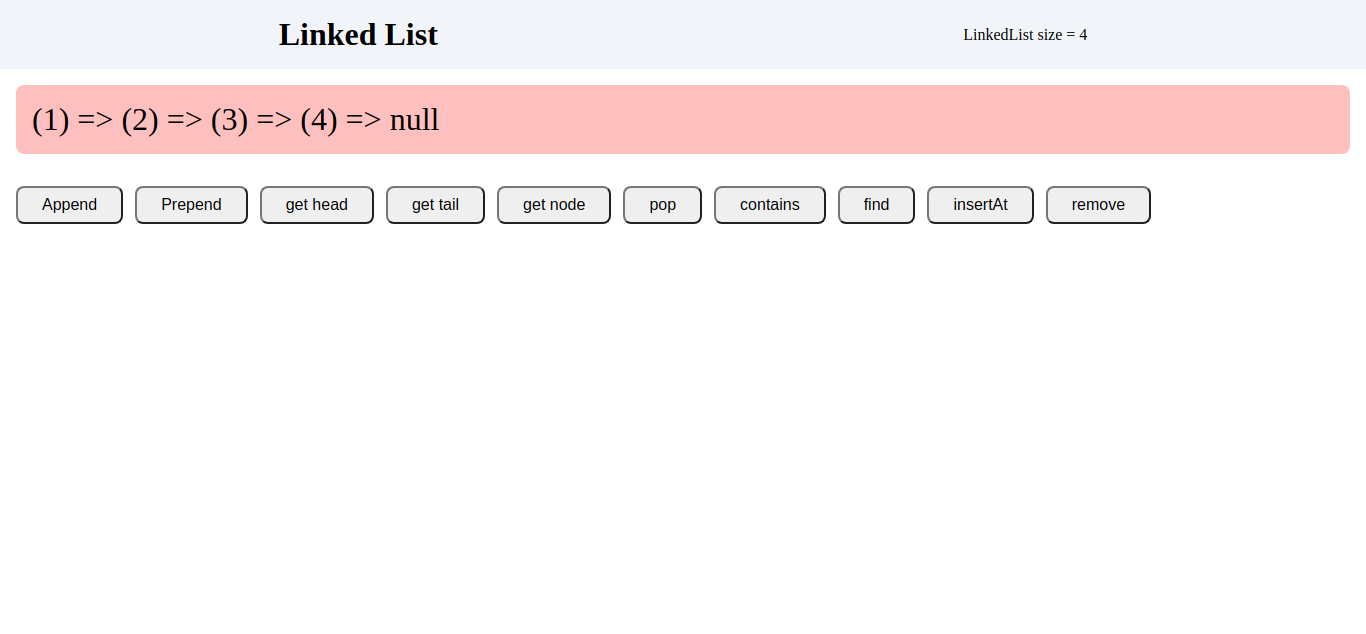 Linked List
LinkedList size = 4
(1) => (2) => (3) => (4) => null
Append Prepend get head get tail get node pop contains find insertAt remove